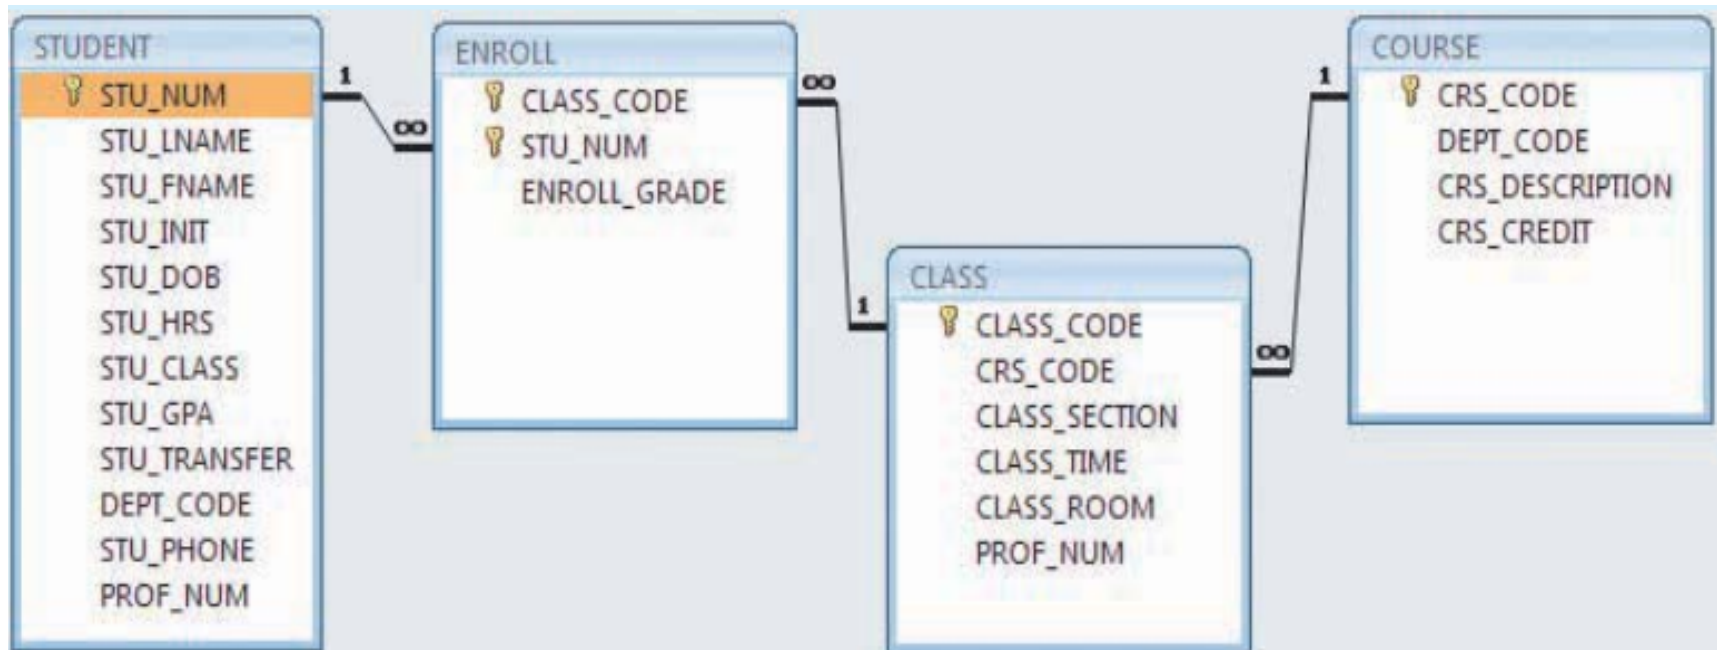 STUDENT
STU_NUM
STU_LNAME
STU_FNAME
STU_INIT
STU_DOB
STU_HRS
STU_CLASS
STU_GPA
STU_TRANSFER
DEPT_CODE
STU_PHONE
PROF_NUM
1
∞
ENROLL
CLASS_CODE
STU_NUM
ENROLL_GRADE
∞
1
CLASS
CLASS_CODE
CRS_CODE
CLASS_SECTION
CLASS_TIME
CLASS_ROOM
PROF_NUM
∞
1
COURSE
CRS_CODE
DEPT_CODE
CRS_DESCRIPTION
CRS_CREDIT